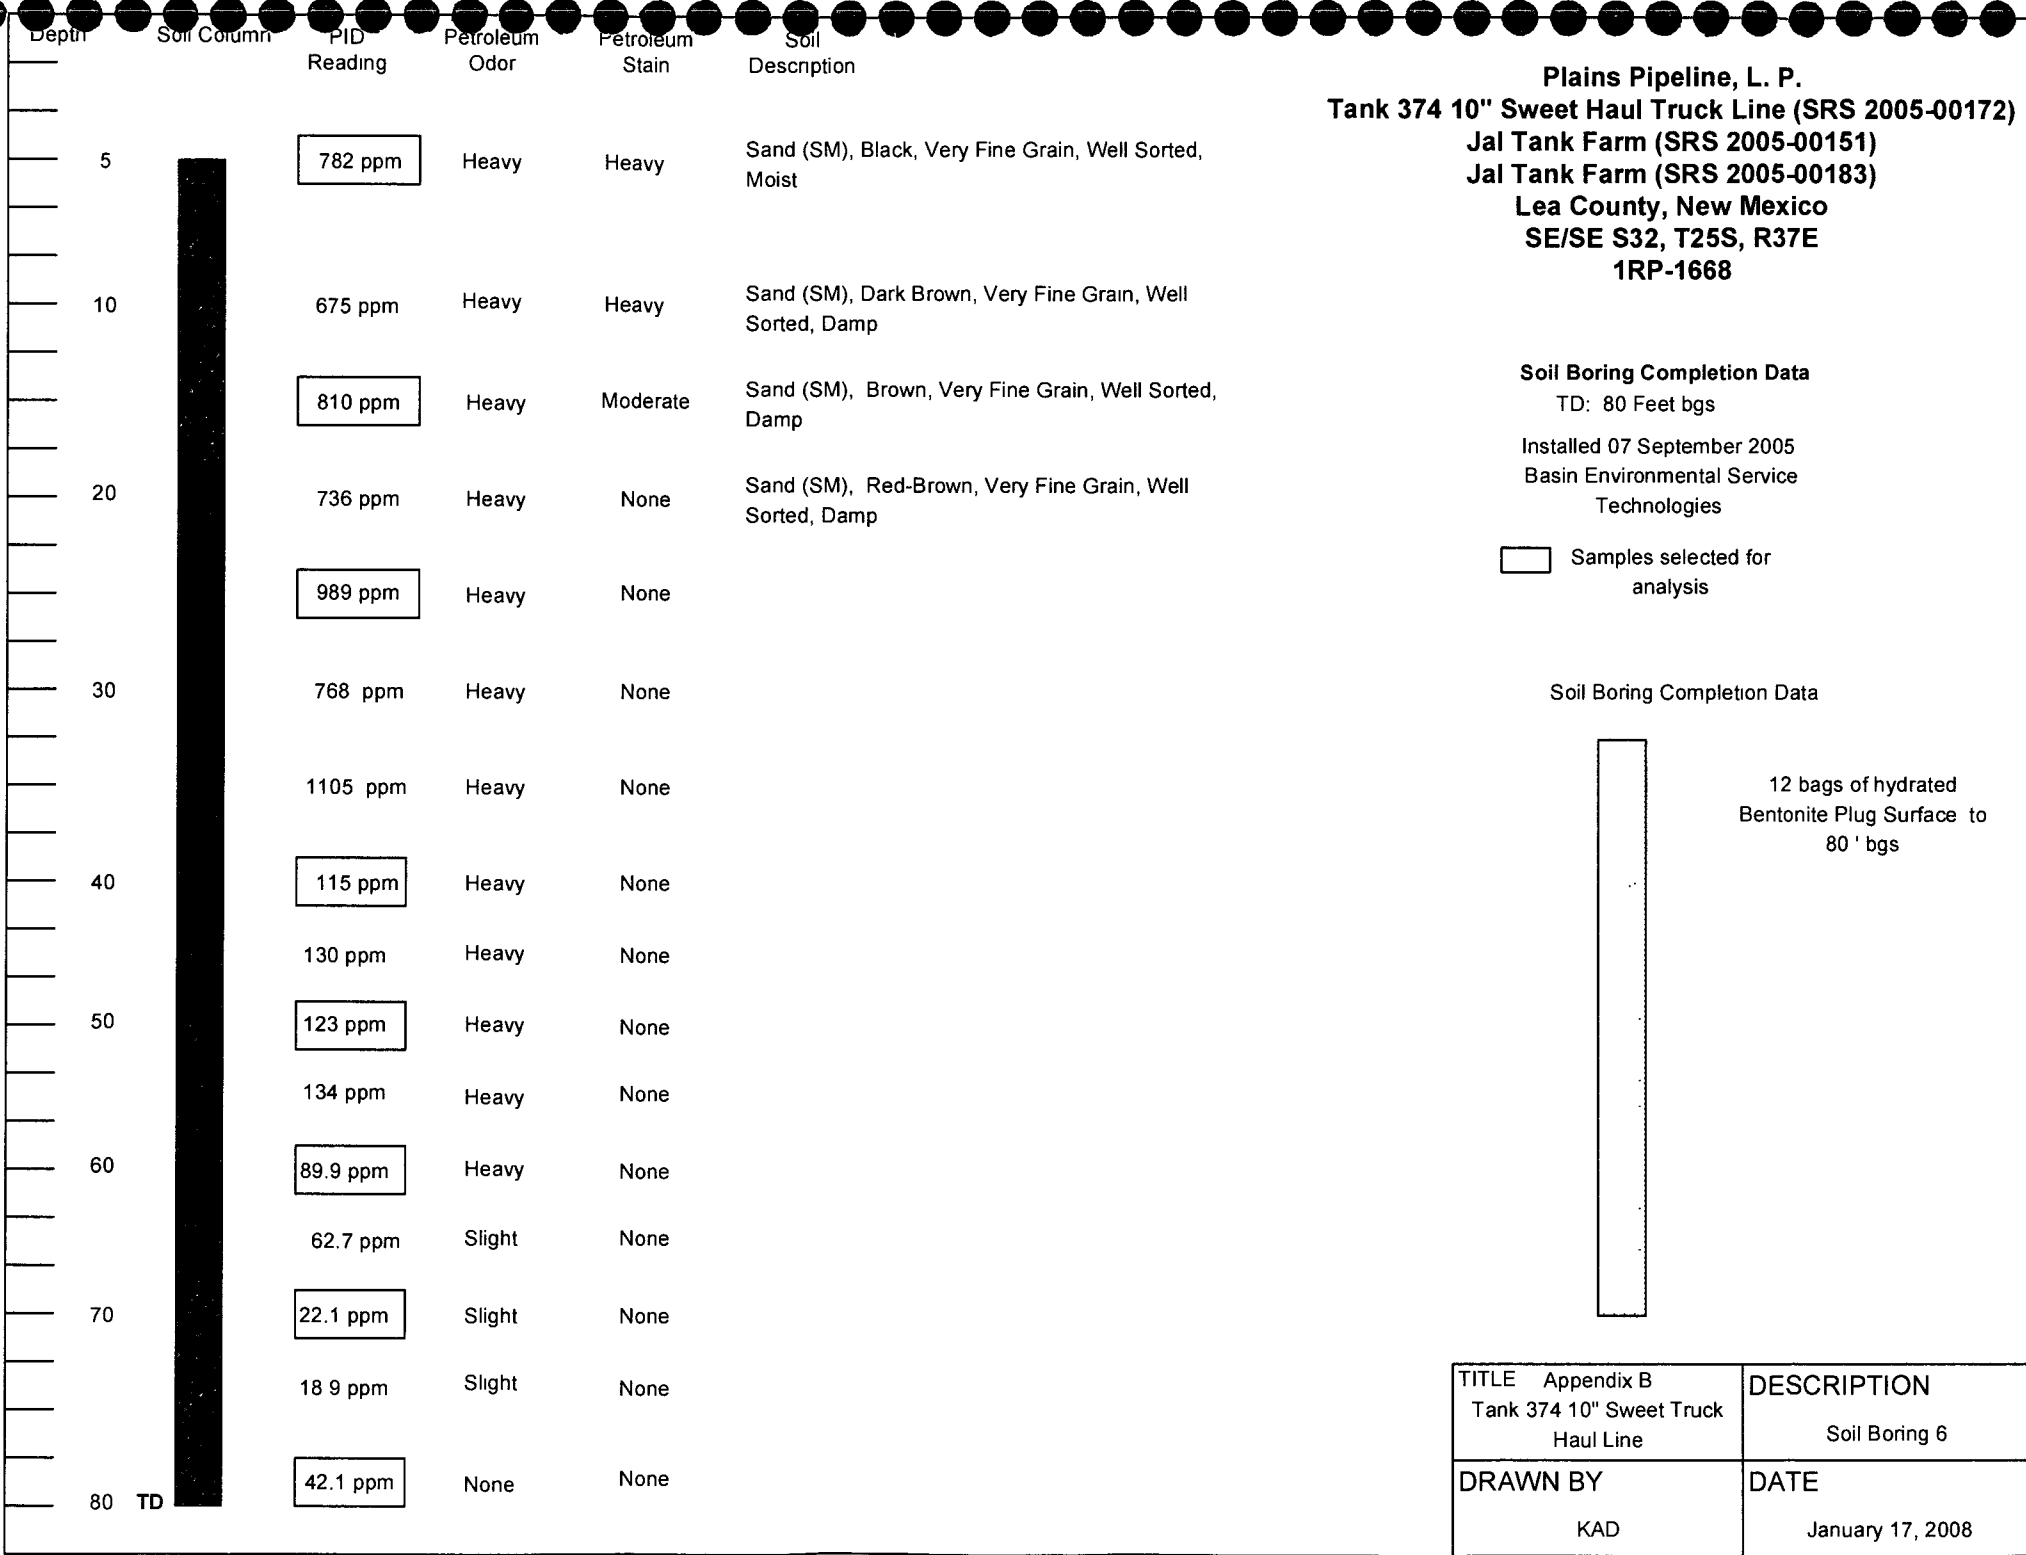 Depth Soil Column PID Reading Petroleum Odor Petroleum Stain Soil Description
5 782 ppm Heavy Heavy Sand (SM), Black, Very Fine Grain, Well Sorted,
Moist
10 675 ppm Heavy Heavy Sand (SM), Dark Brown, Very Fine Grain, Well
Sorted, Damp
810 ppm Heavy Moderate Sand (SM), Brown, Very Fine Grain, Well Sorted,
Damp
20 736 ppm Heavy None Sand (SM), Red-Brown, Very Fine Grain, Well
Sorted, Damp
989 ppm Heavy None
30 768 ppm Heavy None
1105 ppm Heavy None
40 115 ppm Heavy None
130 ppm Heavy None
50 123 ppm Heavy None
134 ppm Heavy None
60 89.9 ppm Heavy None
62.7 ppm Slight None
70 22.1 ppm Slight None
18 9 ppm Slight None
80 TD 42.1 ppm None None
Plains Pipeline, L. P.
Tank 374 10" Sweet Haul Truck Line (SRS 2005-00172)
Jal Tank Farm (SRS 2005-00151)
Jal Tank Farm (SRS 2005-00183)
Lea County, New Mexico
SE/SE S32, T25S, R37E
1RP-1668
Soil Boring Completion Data
TD: 80 Feet bgs
Installed 07 September 2005
Basin Environmental Service
Technologies
Samples selected for
analysis
Soil Boring Completion Data
12 bags of hydrated
Bentonite Plug Surface to
80 ' bgs
TITLE Appendix B
Tank 374 10" Sweet Truck
Haul Line
DESCRIPTION
Soil Boring 6
DRAWN BY
KAD
DATE
January 17, 2008